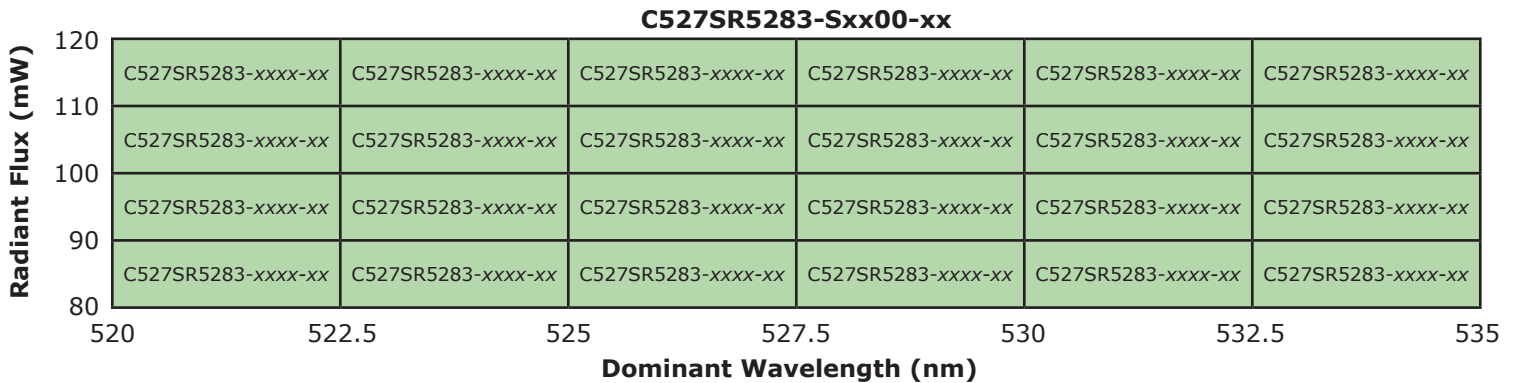 C527SR5283-Sxx00-xx
Radiant Flux (mW)
120
C527SR5283-xxxx-xx C527SR5283-xxxx-xx C527SR5283-xxxx-xx C527SR5283-xxxx-xx C527SR5283-xxxx-xx C527SR5283-xxxx-xx
110
C527SR5283-xxxx-xx C527SR5283-xxxx-xx C527SR5283-xxxx-xx C527SR5283-xxxx-xx C527SR5283-xxxx-xx C527SR5283-xxxx-xx
100
C527SR5283-xxxx-xx C527SR5283-xxxx-xx C527SR5283-xxxx-xx C527SR5283-xxxx-xx C527SR5283-xxxx-xx C527SR5283-xxxx-xx
90
C527SR5283-xxxx-xx C527SR5283-xxxx-xx C527SR5283-xxxx-xx C527SR5283-xxxx-xx C527SR5283-xxxx-xx C527SR5283-xxxx-xx
80
520 522.5 525 527.5 530 532.5 535
Dominant Wavelength (nm)